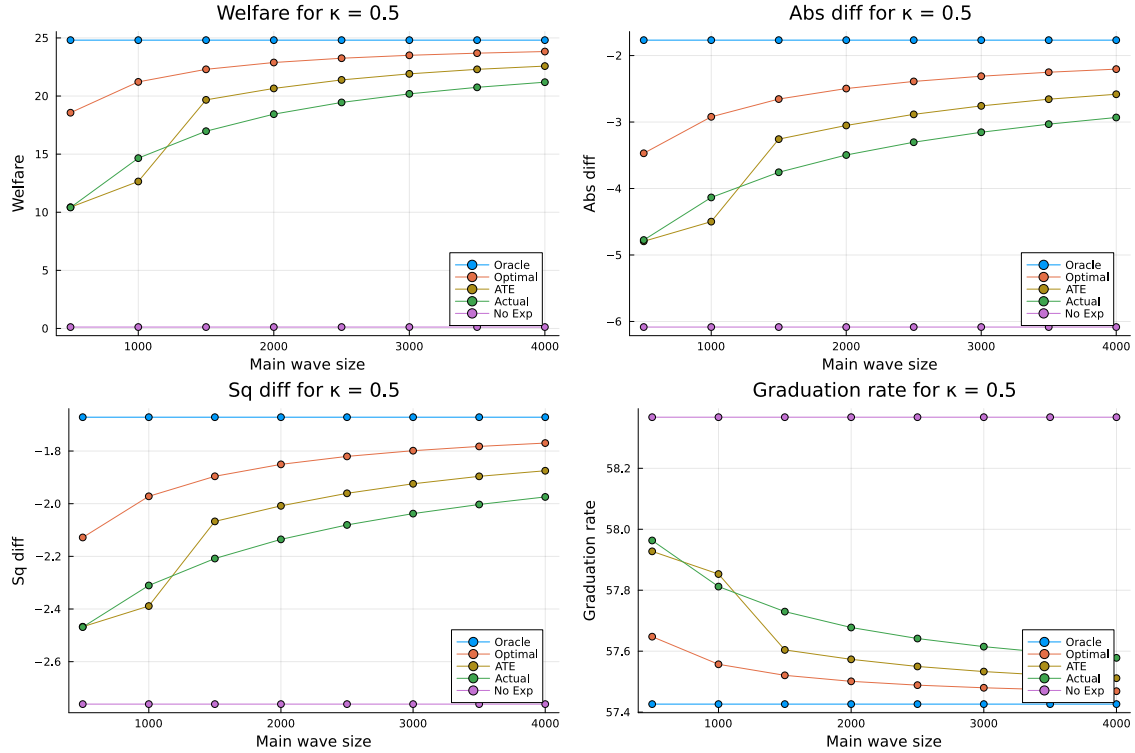 Welfare for κ = 0.5
25
20
15
10
5
0
Welfare
1000
2000
3000
4000
Main wave size
Oracle
Optimal
ATE
Actual
No Exp
Abs diff for κ = 0.5
−2
−3
−4
−5
−6
Abs diff
1000
2000
3000
4000
Main wave size
Oracle
Optimal
ATE
Actual
No Exp
Sq diff for κ = 0.5
−1.8
−2.0
−2.2
−2.4
−2.6
Sq diff
1000
2000
3000
4000
Main wave size
Oracle
Optimal
ATE
Actual
No Exp
Graduation rate for κ = 0.5
58.2
58.0
57.8
57.6
57.4
Graduation rate
1000
2000
3000
4000
Main wave size
Oracle
Optimal
ATE
Actual
No Exp